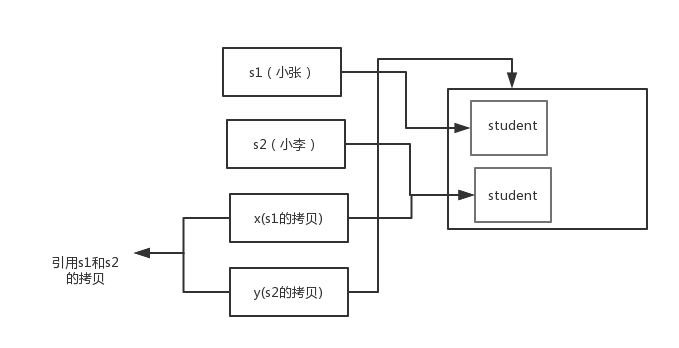 s1（小张）
student
s2（小李）
student
x(s1的拷贝)
引用s1和s2
的拷贝
y(s2的拷贝)